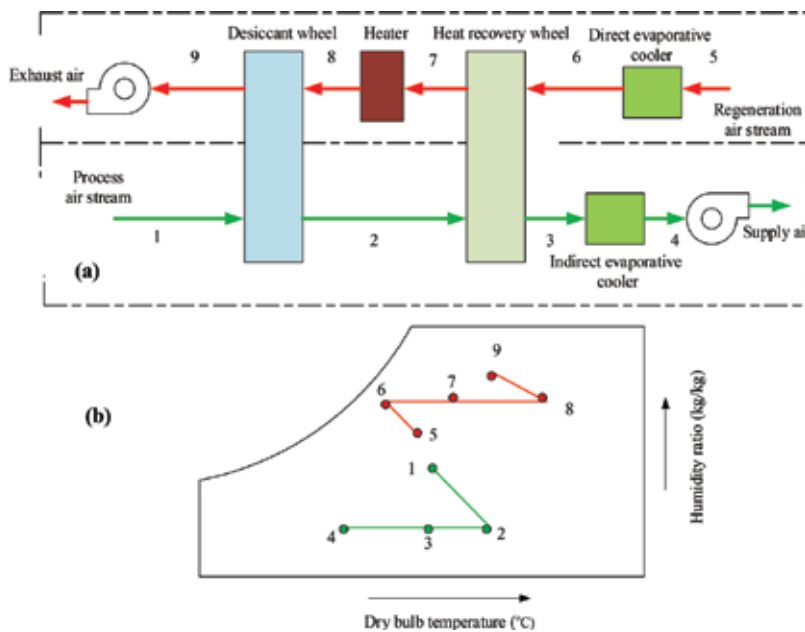 Desiccant wheel
Heater
Heat recovery wheel
Direct evaporative
cooler
9
8
7
6
5
Exhaust air
Regeneration
air stream
Process
air stream
1
2
3
4
Supply air
Indirect evaporative
cooler
(a)
(b)
9
7
8
6
5
1
4
3
2
Humidity ratio (kg/kg)
Dry bulb temperature (°C)